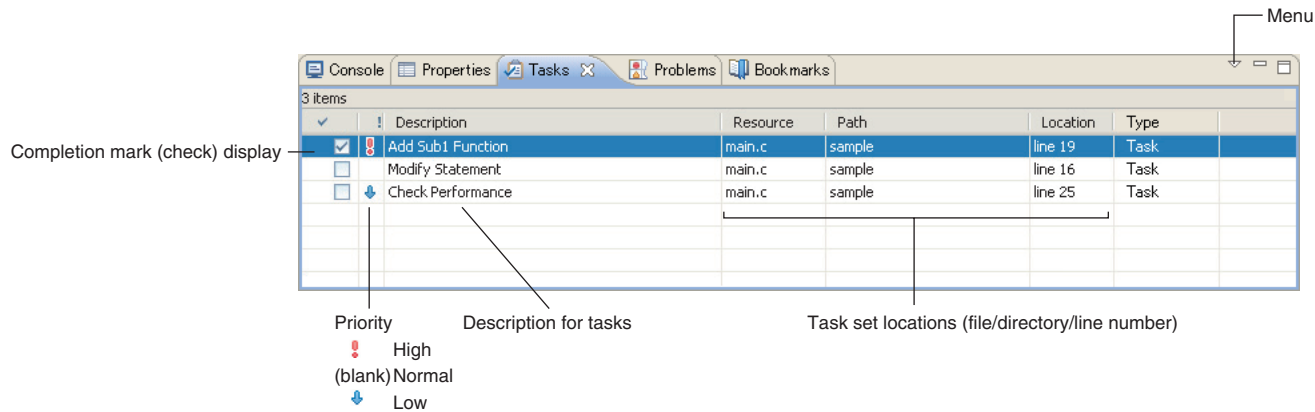 Menu
Console Properties Tasks Problems Bookmarks
3 items
! Description Resource Path Location Type
Completion mark (check) display
Add Sub1 Function main.c sample line 19 Task
Modify Statement main.c sample line 16 Task
Check Performance main.c sample line 25 Task
Priority Description for tasks Task set locations (file/directory/line number)
High
(blank) Normal
Low